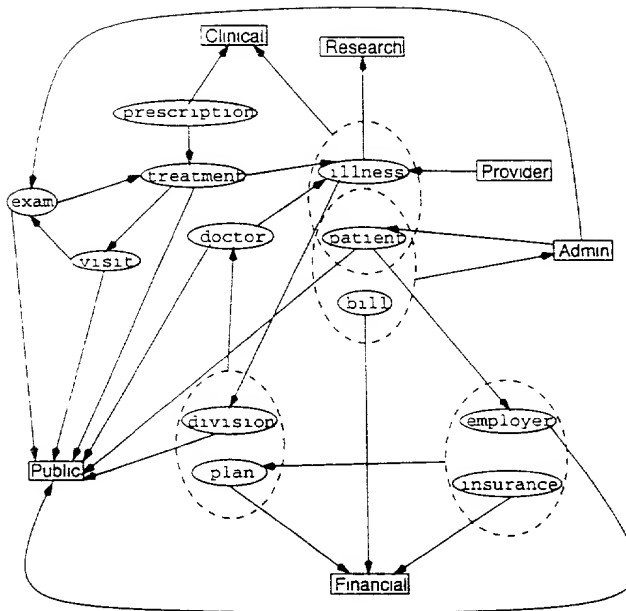 Clinical
Research
prescription
treatment
illness
Provider
exam
doctor
patient
visit
Admin
bill
division
employer
Public
plan
insurance
Financial